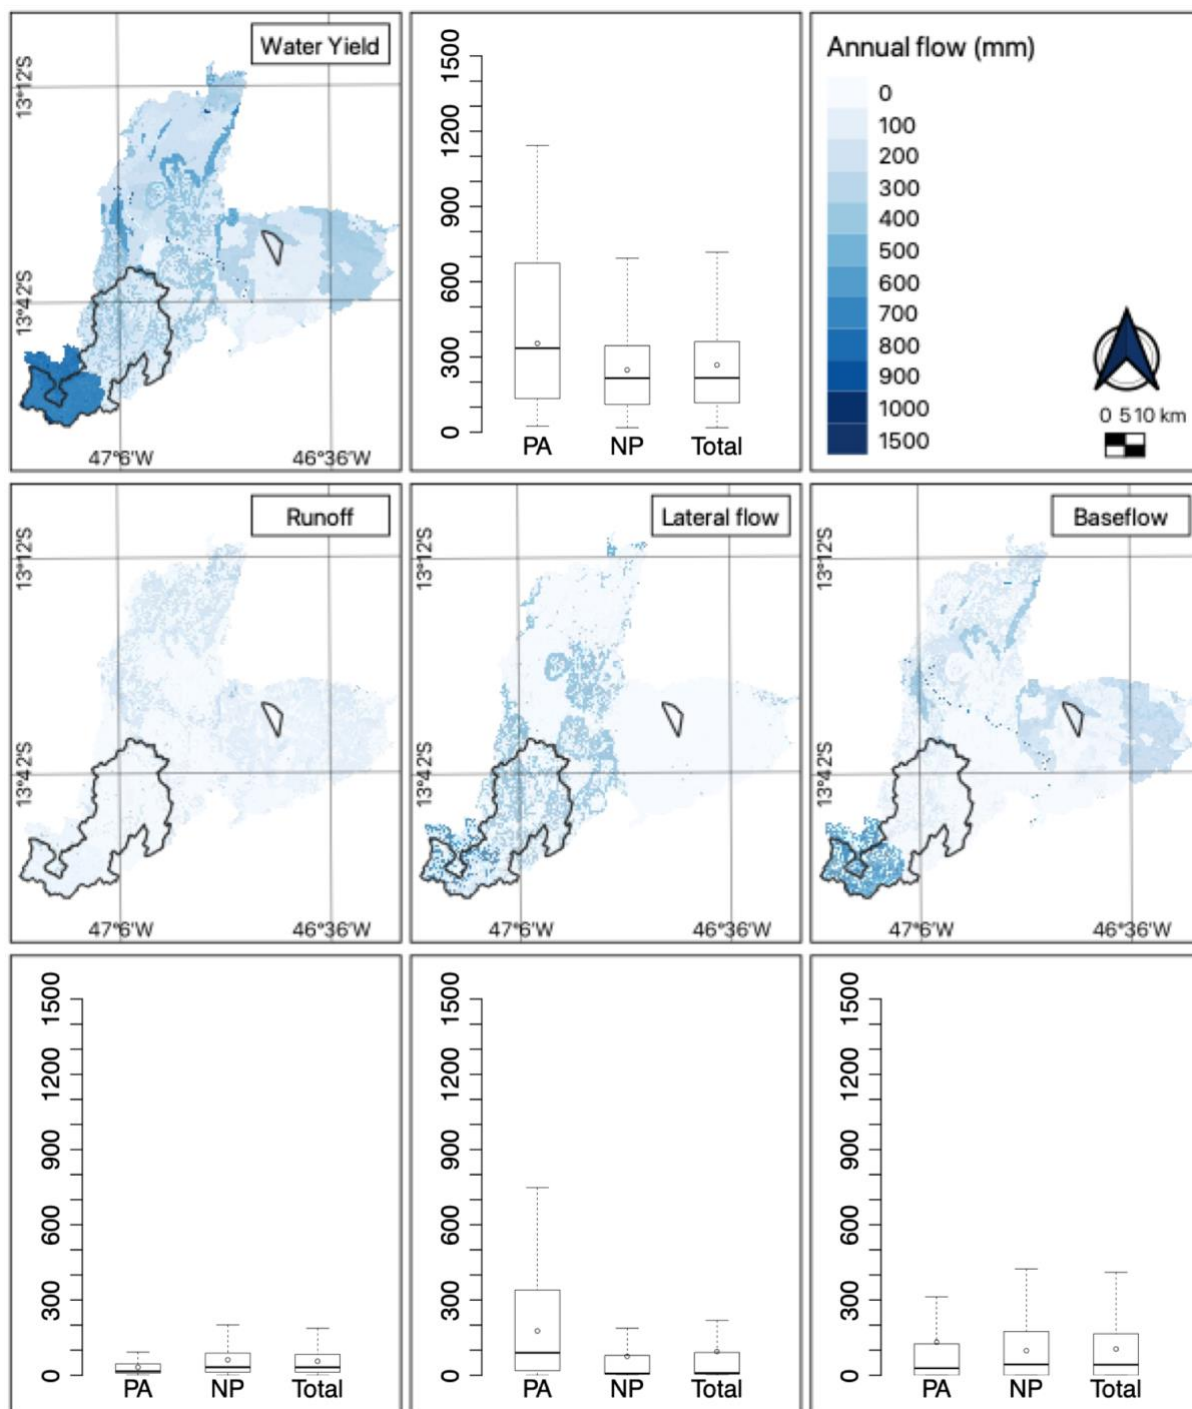 Water Yield
13°12'S
13°42'S
47°6'W
46°36'W
1500
1200
900
600
300
0
PA
NP
Total
Annual flow (mm)
0
100
200
300
400
500
600
700
800
900
1000
1500
0 5 10 km
Runoff
13°12'S
13°42'S
47°6'W
46°36'W
Lateral flow
13°12'S
13°42'S
47°6'W
46°36'W
Baseflow
13°12'S
13°42'S
47°6'W
46°36'W
1500
1200
900
600
300
0
PA
NP
Total
1500
1200
900
600
300
0
PA
NP
Total
1500
1200
900
600
300
0
PA
NP
Total